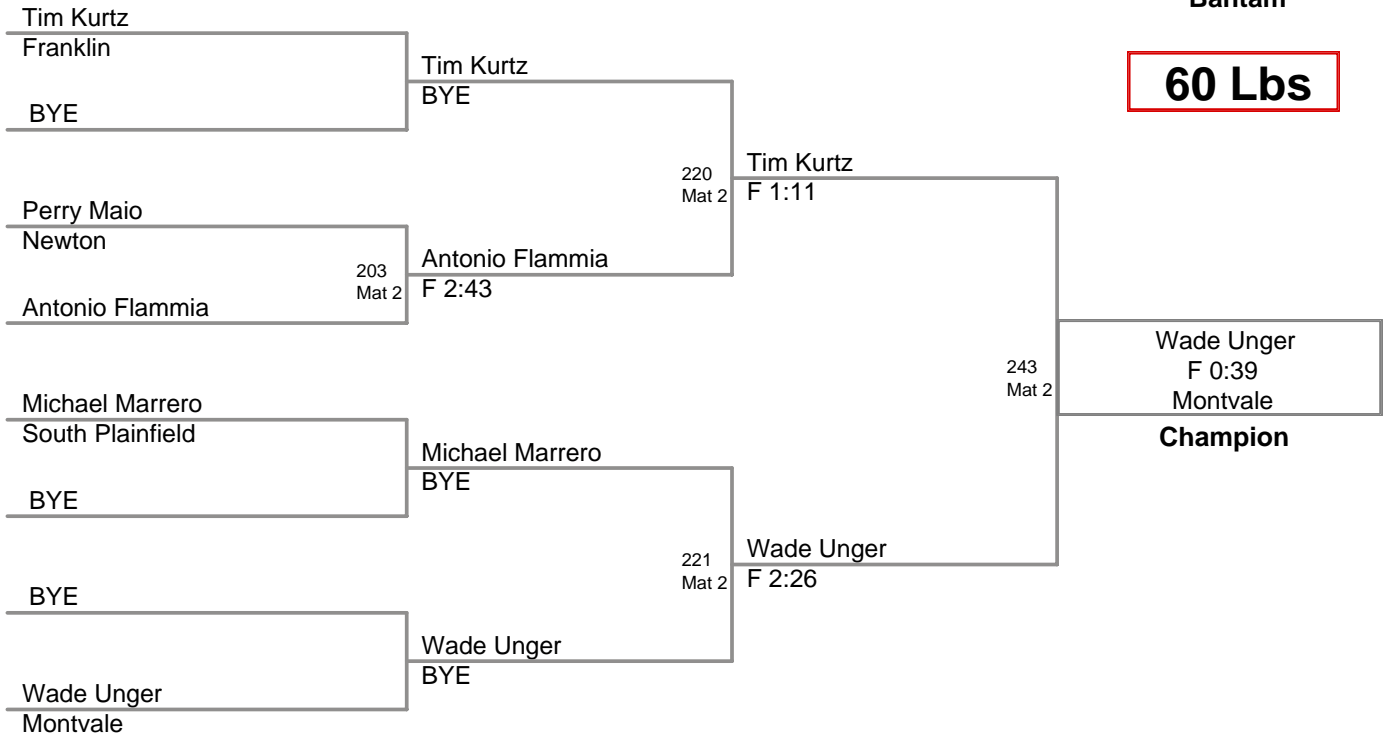 Bantam
60 Lbs
Tim Kurtz
Franklin
BYE
Perry Maio
Newton
Antonio Flammia
Michael Marrero
South Plainfield
BYE
BYE
Wade Unger
Montvale
Tim Kurtz
BYE
203
Mat 2
Antonio Flammia
F 2:43
Michael Marrero
BYE
Wade Unger
BYE
220
Mat 2
Tim Kurtz
F 1:11
221
Mat 2
Wade Unger
F 2:26
243
Mat 2
Wade Unger
F 0:39
Montvale
Champion